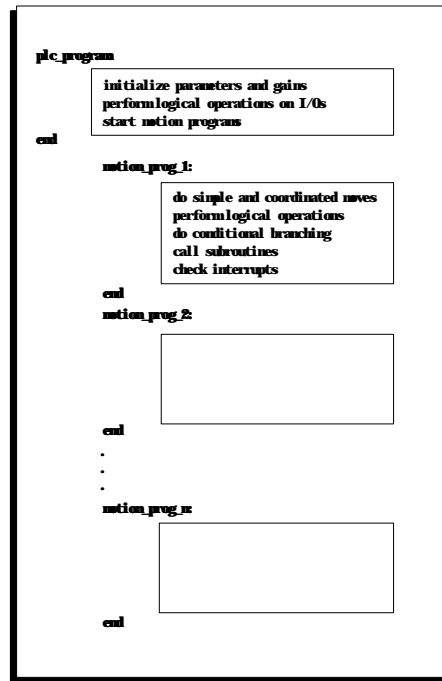 plc_program
initialize parameters and gains
perform logical operations on I/Os
start motion programs
end
motion_prog_1:
do simple and coordinated moves
perform logical operations
do conditional branching
call subroutines
check interrupts
end
motion_prog_2:
end
.
.
.
motion_prog_n:
end